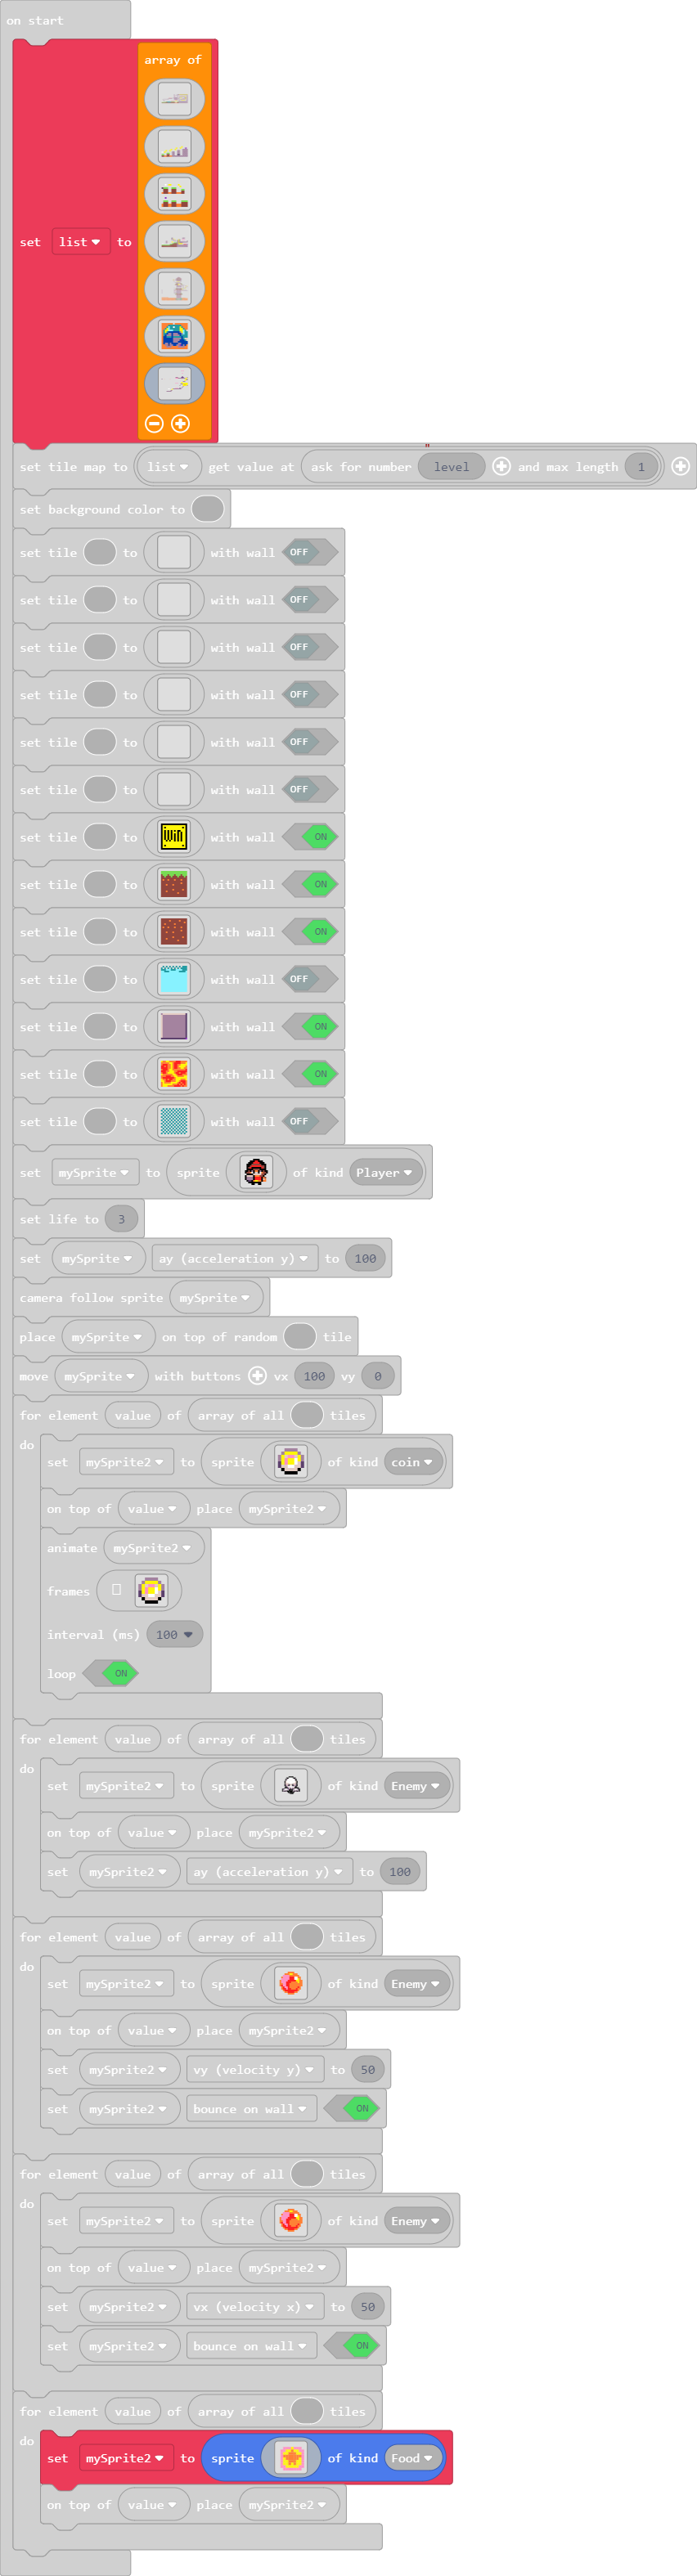 on start
array of
set list to
set tile map to list get value at ask for number level and max length 1
set background color to
set tile to with wall OFF
set tile to with wall OFF
set tile to with wall OFF
set tile to with wall OFF
set tile to with wall OFF
set tile to with wall OFF
set tile to Win with wall ON
set tile to with wall ON
set tile to with wall ON
set tile to with wall OFF
set tile to with wall ON
set tile to with wall ON
set tile to with wall OFF
set mySprite to sprite of kind Player
set life to 3
set mySprite ay (acceleration y) to 100
camera follow sprite mySprite
place mySprite on top of random tile
move mySprite with buttons vx 100 vy 0
for element value of array of all tiles
do
set mySprite2 to sprite of kind coin
on top of value place mySprite2
animate mySprite2
frames
interval (ms) 100
loop ON
for element value of array of all tiles
do
set mySprite2 to sprite of kind Enemy
on top of value place mySprite2
set mySprite2 ay (acceleration y) to 100
for element value of array of all tiles
do
set mySprite2 to sprite of kind Enemy
on top of value place mySprite2
set mySprite2 vy (velocity y) to 50
set mySprite2 bounce on wall ON
for element value of array of all tiles
do
set mySprite2 to sprite of kind Enemy
on top of value place mySprite2
set mySprite2 vx (velocity x) to 50
set mySprite2 bounce on wall ON
for element value of array of all tiles
do
set mySprite2 to sprite of kind Food
on top of value place mySprite2